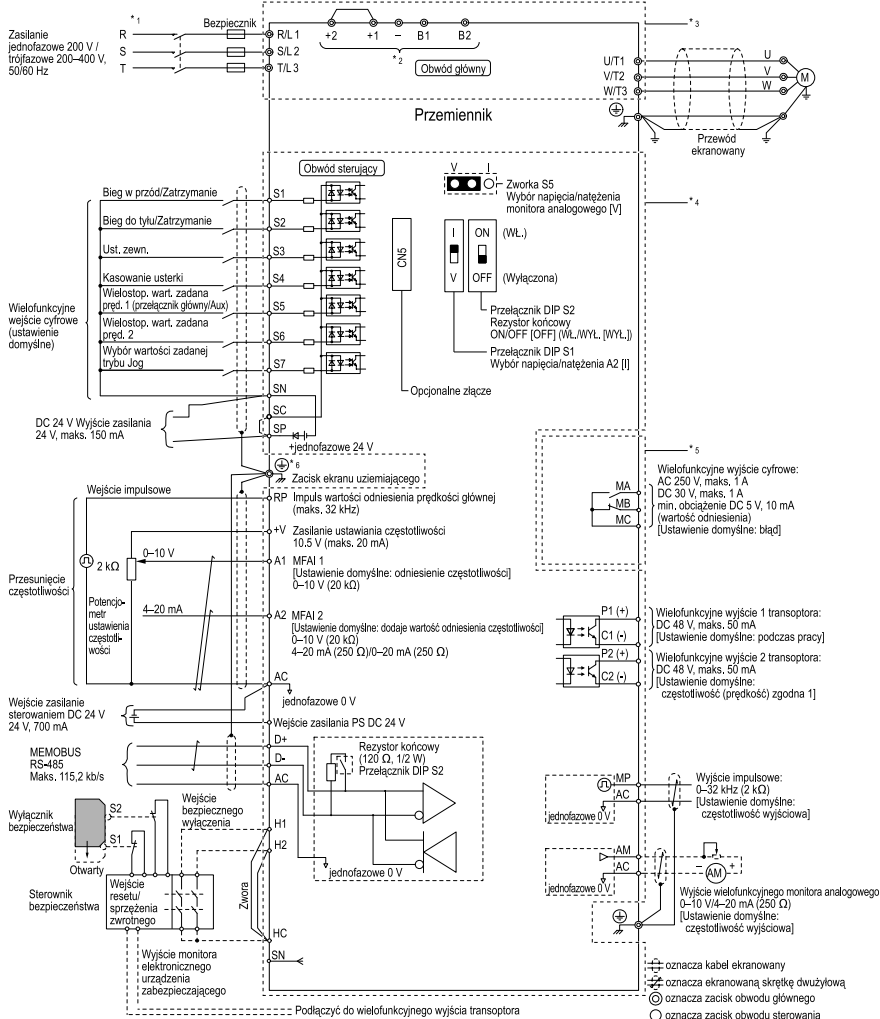 Zasilanie
jednofazowe 200 V /
trójfazowe 200–400 V,
50/60 Hz
*1
R
S
T
Bezpiecznik
R/L1
S/L2
T/L3
+2
+1
–
B1
B2
*2
Obwód główny
*3
U/T1
V/T2
W/T3
U
V
W
M
Przewód
ekranowany
Przemiennik
Obwód sterujący
V I
Zworka S5
Wybór napięcia/natężenia
monitora analogowego [V]
*4
Wielofunkcyjne
wejście cyfrowe
(ustawienie
domyślne)
Bieg w przód/Zatrzymanie
S1
Bieg do tyłu/Zatrzymanie
S2
Ust. zewn.
S3
Kasowanie usterki
S4
Wielostop. wart. zadana
pręd. 1 (przełącznik główny/Aux)
S5
Wielostop. wart. zadana
pręd. 2
S6
Wybór wartości zadanej
trybu Jog
S7
SN
SC
SP
CN5
I
V
ON
OFF
(WŁ.)
(Wyłączona)
Przełącznik DIP S2
Rezystor końcowy
ON/OFF [OFF] (WŁ./WYŁ. [WYŁ.])
Przełącznik DIP S1
Wybór napięcia/natężenia A2 [I]
Opcjonalne złącze
DC 24 V Wyjście zasilania
24 V, maks. 150 mA
+jednofazowe 24 V
*6
Zacisk ekranu uziemiającego
*5
MA
MB
MC
Wielofunkcyjne wyjście cyfrowe:
AC 250 V, maks. 1 A
DC 30 V, maks. 1 A
min. obciążenie DC 5 V, 10 mA
(wartość odniesienia)
[Ustawienie domyślne: błąd]
Przesunięcie
częstotliwości
Wejście impulsowe
RP Impuls wartości odniesienia prędkości głównej
(maks. 32 kHz)
+V Zasilanie ustawiania częstotliwości
10.5 V (maks. 20 mA)
2 kΩ
0–10 V
A1 MFAI 1
[Ustawienie domyślne: odniesienie częstotliwości]
0–10 V (20 kΩ)
Potencjo-
metr
ustawienia
częstotli-
wości
4–20 mA
A2 MFAI 2
[Ustawienie domyślne: dodaje wartość odniesienia częstotliwości]
0–10 V (20 kΩ)
4–20 mA (250 Ω)/0–20 mA (250 Ω)
AC
jednofazowe 0 V
P1 (+)
C1 (-)
Wielofunkcyjne wyjście 1 transoptora:
DC 48 V, maks. 50 mA
[Ustawienie domyślne: podczas pracy]
P2 (+)
C2 (-)
Wielofunkcyjne wyjście 2 transoptora:
DC 48 V, maks. 50 mA
[Ustawienie domyślne:
częstotliwość (prędkość) zgodna 1]
Wejście zasilanie
sterowaniem DC 24 V
24 V, 700 mA
Wejście zasilania PS DC 24 V
MEMOBUS
RS-485
Maks. 115,2 kb/s
D+
D-
AC
Rezystor końcowy
(120 Ω, 1/2 W)
Przełącznik DIP S2
jednofazowe 0 V
MP
AC
jednofazowe 0 V
Wyjście impulsowe:
0–32 kHz (2 kΩ)
[Ustawienie domyślne:
częstotliwość wyjściowa]
AM
AC
jednofazowe 0 V
–
+
AM
Wyjście wielofunkcyjnego monitora analogowego
0–10 V/4–20 mA (250 Ω)
[Ustawienie domyślne:
częstotliwość wyjściowa]
Wyłącznik
bezpieczeństwa
S2
S1
Otwarty
Wejście
bezpiecznego
wyłączenia
H1
H2
Zwora
HC
SN
Sterownik
bezpieczeństwa
Wejście
resetu/
sprzężenia
zwrotnego
Wyjście monitora
elektronicznego
urządzenia
zabezpieczającego
Podłączyć do wielofunkcyjnego wyjścia transoptora
oznacza kabel ekranowany
oznacza ekranowaną skrętkę dwużyłową
oznacza zacisk obwodu głównego
oznacza zacisk obwodu sterowania